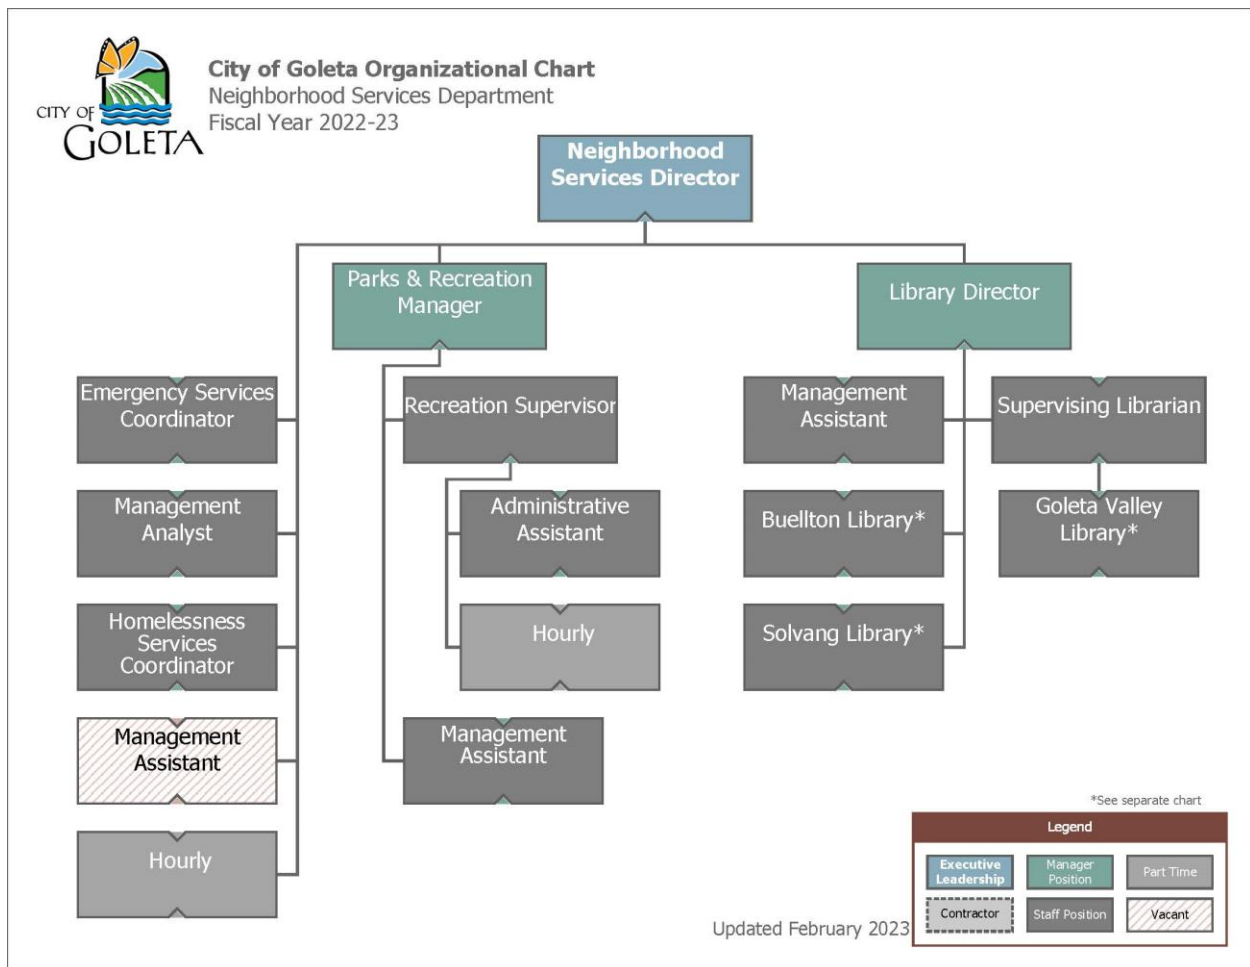 City of Goleta Organizational Chart
Neighborhood Services Department
Fiscal Year 2022-23
CITY OF
GOLETA
Neighborhood
Services Director
Parks & Recreation
Manager
Library Director
Emergency Services
Coordinator
Recreation Supervisor
Management
Assistant
Supervising Librarian
Management
Analyst
Administrative
Assistant
Buellton Library*
Goleta Valley
Library*
Homelessness
Services
Coordinator
Hourly
Solvang Library*
Management
Assistant
Management
Assistant
Hourly
*See separate chart
Legend
Executive
Leadership
Manager
Position
Part Time
Contractor
Staff Position
Vacant
Updated February 2023